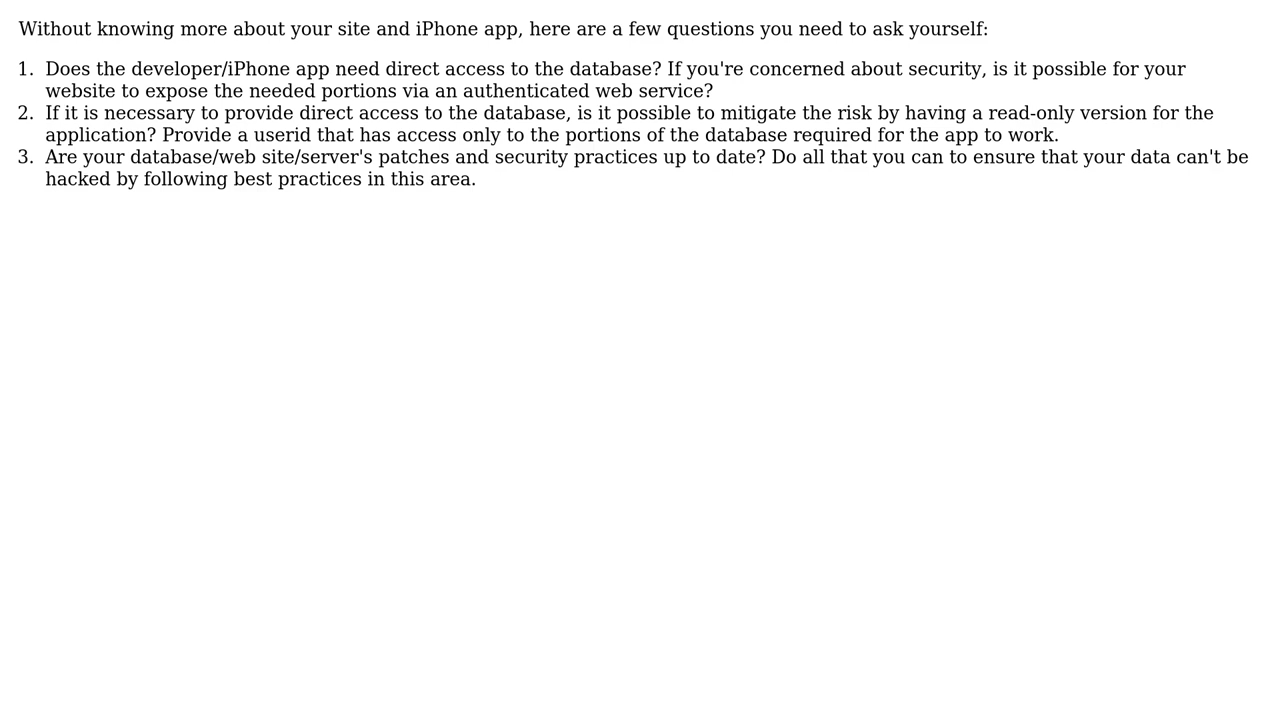 Without knowing more about your site and iPhone app, here are a few questions you need to ask yourself:
1. Does the developer/iPhone app need direct access to the database? If you're concerned about security, is it possible for your
website to expose the needed portions via an authenticated web service?
2. If it is necessary to provide direct access to the database, is it possible to mitigate the risk by having a read-only version for the
application? Provide a userid that has access only to the portions of the database required for the app to work.
3. Are your database/web site/server's patches and security practices up to date? Do all that you can to ensure that your data can't be
hacked by following best practices in this area.